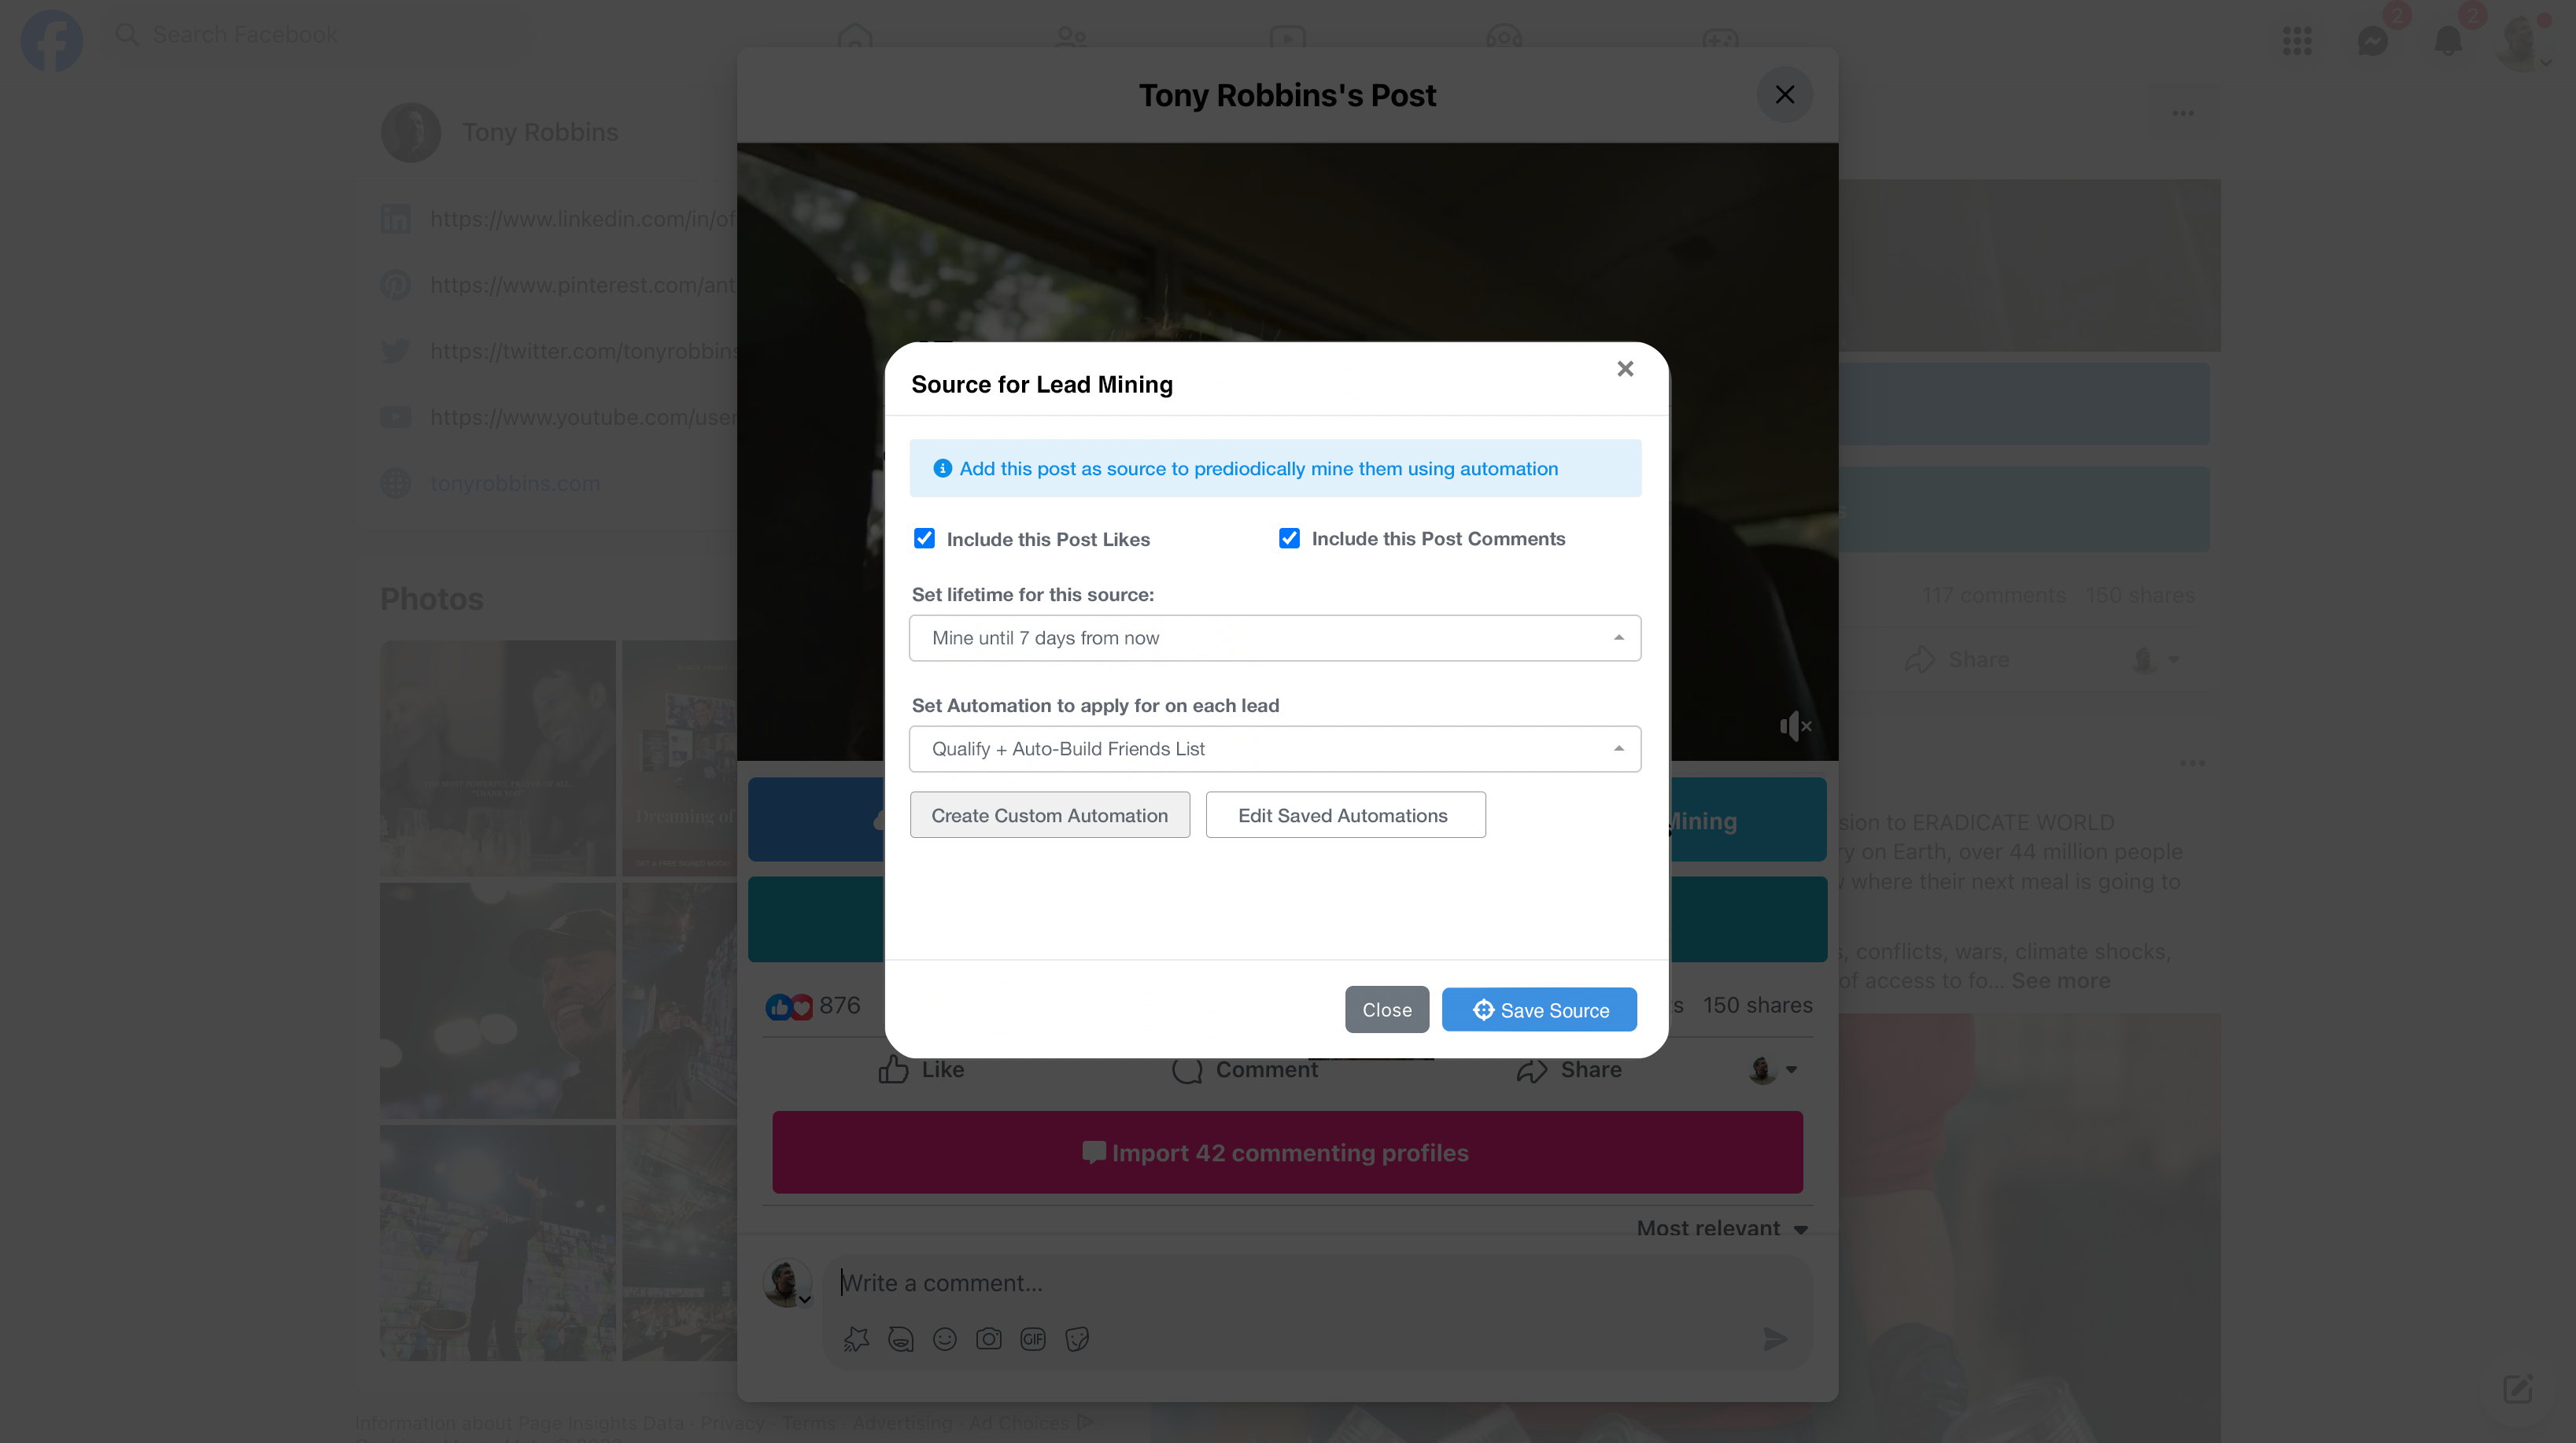 Search Facebook
2
2
Tony Robbins's Post
Tony Robbins
https://www.linkedin.com/in/of
https://www.pinterest.com/ant
https://twitter.com/tonyrobbins
https://www.youtube.com/user
tonyrobbins.com
Photos
Source for Lead Mining
Add this post as source to prediodically mine them using automation
Include this Post Likes
Include this Post Comments
Set lifetime for this source:
Mine until 7 days from now
Set Automation to apply for on each lead
Qualify + Auto-Build Friends List
Create Custom Automation
Edit Saved Automations
Close
Save Source
Mining
876
s 150 shares
Like
Comment
Share
Import 42 commenting profiles
Most relevant
Write a comment...
GIF
117 comments 150 shares
Share
sion to ERADICATE WORLD
ry on Earth, over 44 million people
where their next meal is going to
s, conflicts, wars, climate shocks,
of access to fo... See more
Dreaming of
Information about Page Insights Data · Privacy · Terms · Advertising · Ad Choices